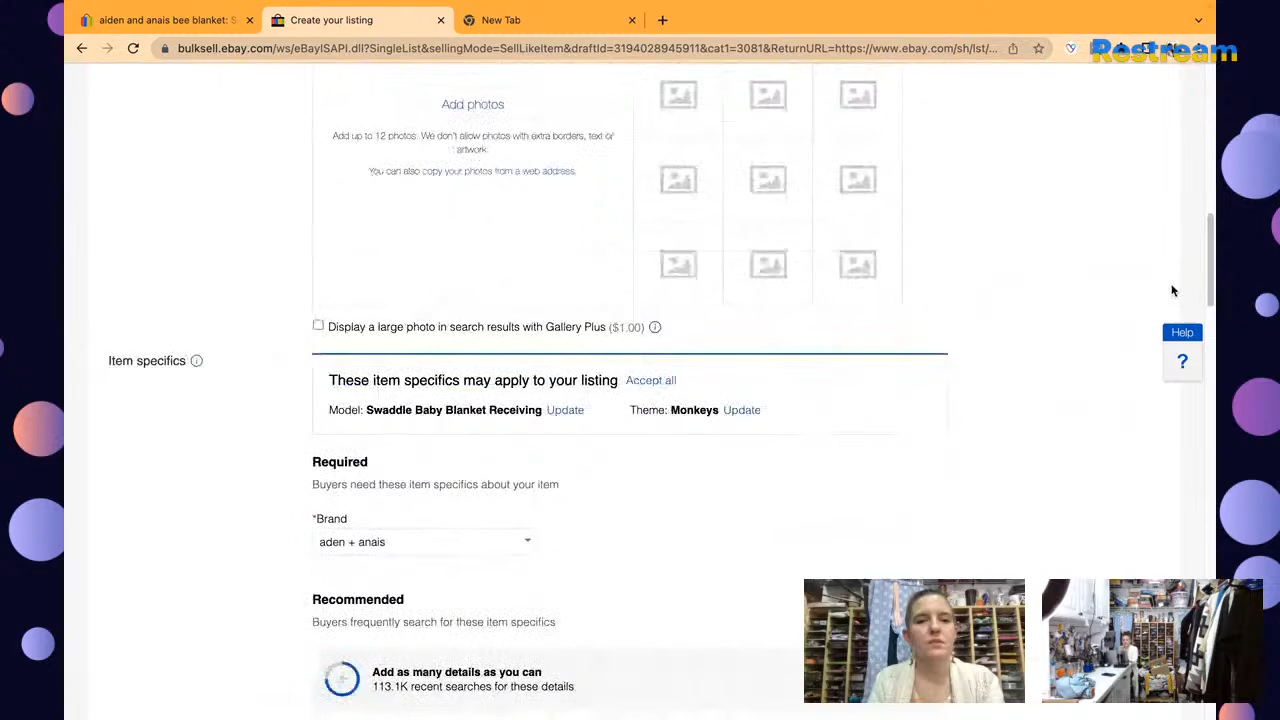 aiden and anais bee blanket: S
Create your listing
New Tab
bulksell.ebay.com/ws/eBayISAPI.dll?SingleList&sellingMode=SellLikeItem&draftId=3194028945911&cat1=3081&ReturnURL=https://www.ebay.com/sh/lst/...
Restream
Add photos
Add up to 12 photos. We don't allow photos with extra borders, text or
artwork.
You can also copy your photos from a web address.
Display a large photo in search results with Gallery Plus ($1.00)
Help
?
Item specifics
These item specifics may apply to your listing Accept all
Model: Swaddle Baby Blanket Receiving Update Theme: Monkeys Update
Required
Buyers need these item specifics about your item
*Brand
aden + anais
Recommended
Buyers frequently search for these item specifics
Add as many details as you can
113.1K recent searches for these details